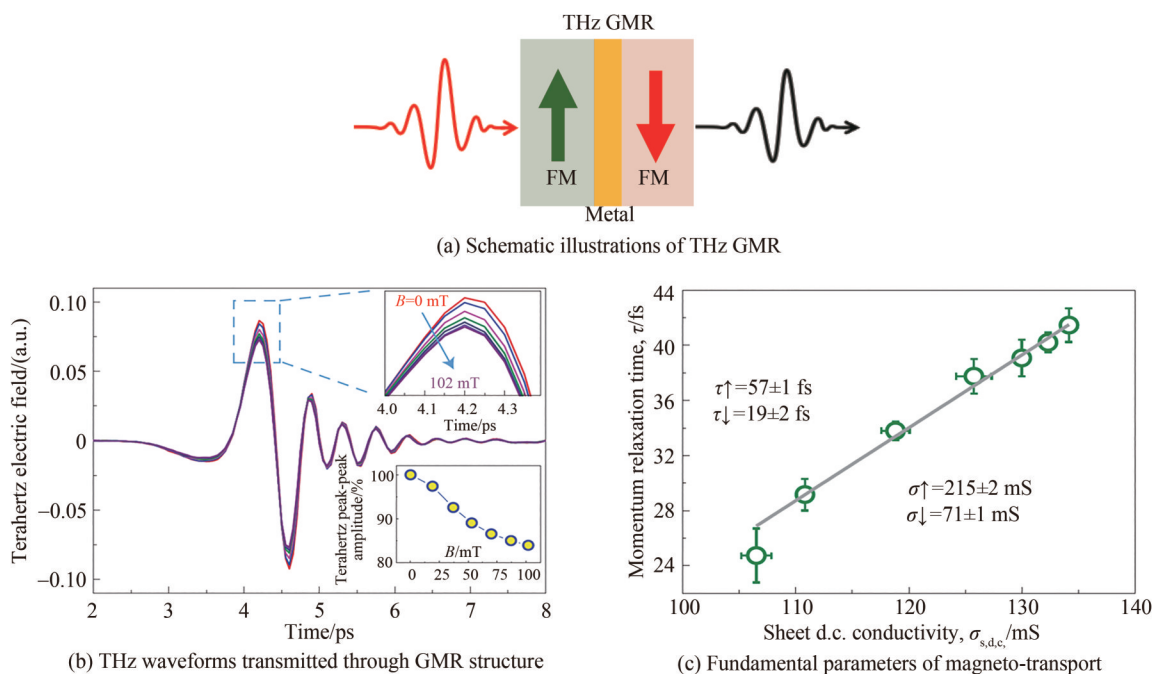 THz GMR
FM
FM
Metal
(a) Schematic illustrations of THz GMR
0.10
0.05
0
−0.05
−0.10
Terahertz electric field/(a.u.)
2
3
4
5
6
7
8
Time/ps
B=0 mT
102 mT
4.0
4.1
4.2
4.3
Time/ps
100
90
80
Terahertz peak-peak
amplitude/%
B/mT
0
25
50
75
100
(b) THz waveforms transmitted through GMR structure
44
40
36
32
28
24
Momentum relaxation time, τ/fs
τ↑=57±1 fs
τ↓=19±2 fs
σ↑=215±2 mS
σ↓=71±1 mS
100
110
120
130
140
Sheet d.c. conductivity, σs,d,c,/mS
(c) Fundamental parameters of magneto-transport